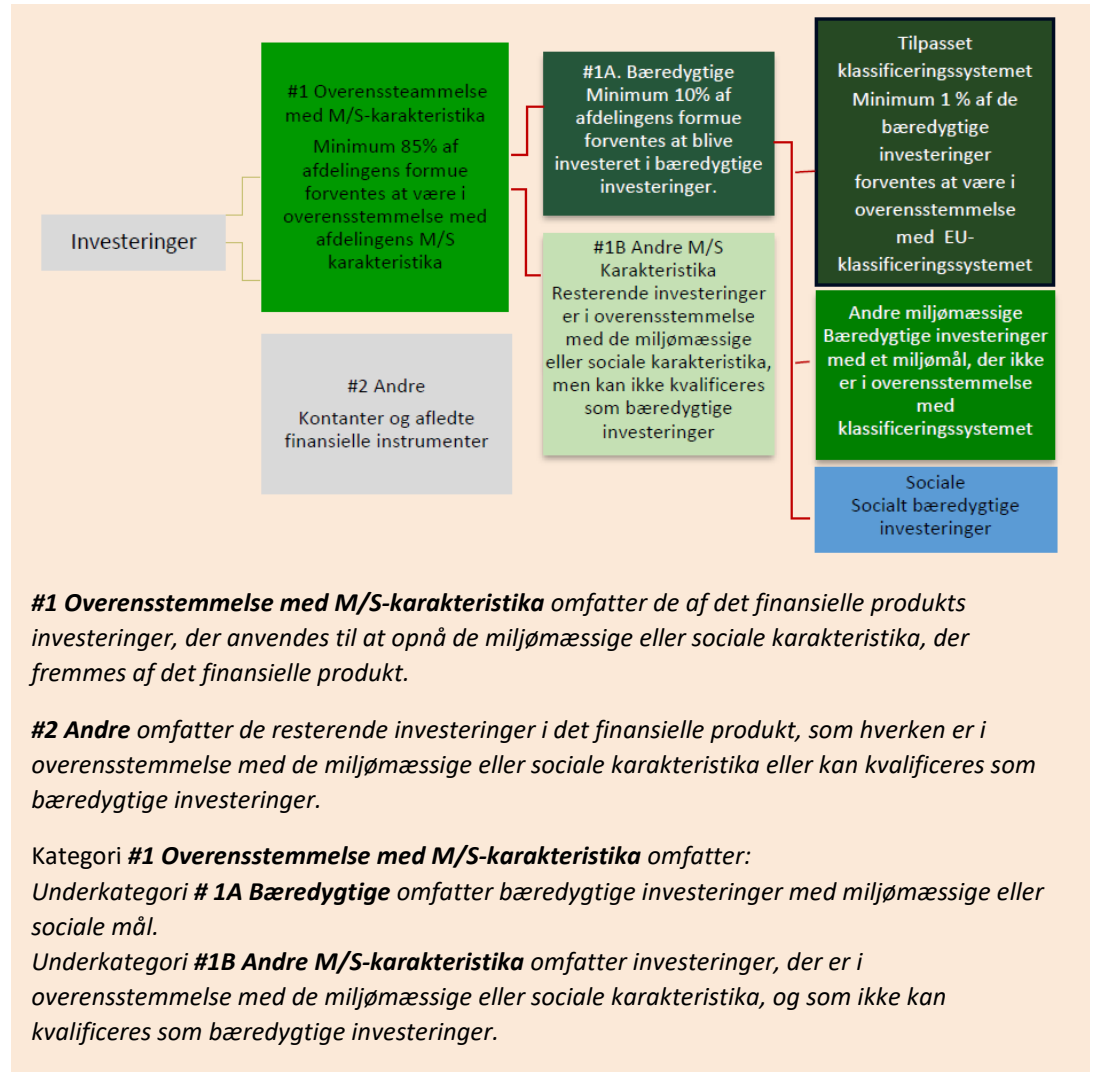 Investeringer
#1 Overenssteammelse
med M/S-karakteristika
Minimum 85% af
afdelingens formue
forventes at være i
overensstemmelse med
afdelingens M/S
karakteristika
#2 Andre
Kontanter og afledte
finansielle instrumenter
#1A. Bæredygtige
Minimum 10% af
afdelingens formue
forventes at blive
investeret i bæredygtige
investeringer.
#1B Andre M/S
Karakteristika
Resterende investeringer
er i overensstemmelse
med de miljømæssige
eller sociale karakteristika,
men kan ikke kvalificeres
som bæredygtige
investeringer
Tilpasset
klassificeringssystemet
Minimum 1 % af de
bæredygtige
investeringer
forventes at være i
overensstemmelse
med EU-
klassificeringssystemet
Andre miljømæssige
Bæredygtige investeringer
med et miljømål, der ikke
er i overensstemmelse
med
klassificeringssystemet
Sociale
Socialt bæredygtige
investeringer
#1 Overensstemmelse med M/S-karakteristika omfatter de af det finansielle produkts
investeringer, der anvendes til at opnå de miljømæssige eller sociale karakteristika, der
fremmes af det finansielle produkt.
#2 Andre omfatter de resterende investeringer i det finansielle produkt, som hverken er i
overensstemmelse med de miljømæssige eller sociale karakteristika eller kan kvalificeres som
bæredygtige investeringer.
Kategori #1 Overensstemmelse med M/S-karakteristika omfatter:
Underkategori # 1A Bæredygtige omfatter bæredygtige investeringer med miljømæssige eller
sociale mål.
Underkategori #1B Andre M/S-karakteristika omfatter investeringer, der er i
overensstemmelse med de miljømæssige eller sociale karakteristika, og som ikke kan
kvalificeres som bæredygtige investeringer.